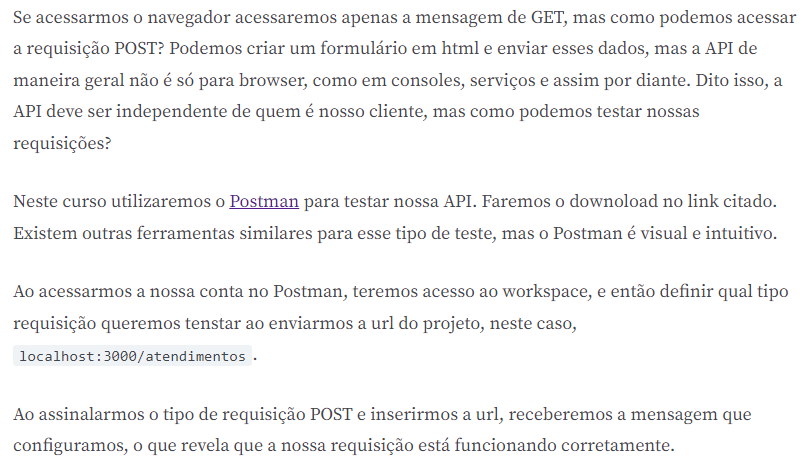 Se acessarmos o navegador acessaremos apenas a mensagem de GET, mas como podemos acessar
a requisição POST? Podemos criar um formulário em html e enviar esses dados, mas a API de
maneira geral não é só para browser, como em consoles, serviços e assim por diante. Dito isso, a
API deve ser independente de quem é nosso cliente, mas como podemos testar nossas
requisições?
Neste curso utilizaremos o Postman para testar nossa API. Faremos o downoload no link citado.
Existem outras ferramentas similares para esse tipo de teste, mas o Postman é visual e intuitivo.
Ao acessarmos a nossa conta no Postman, teremos acesso ao workspace, e então definir qual tipo
requisição queremos tenstar ao enviarmos a url do projeto, neste caso,
localhost:3000/atendimentos .
Ao assinalarmos o tipo de requisição POST e inserirmos a url, receberemos a mensagem que
configuramos, o que revela que a nossa requisição está funcionando corretamente.